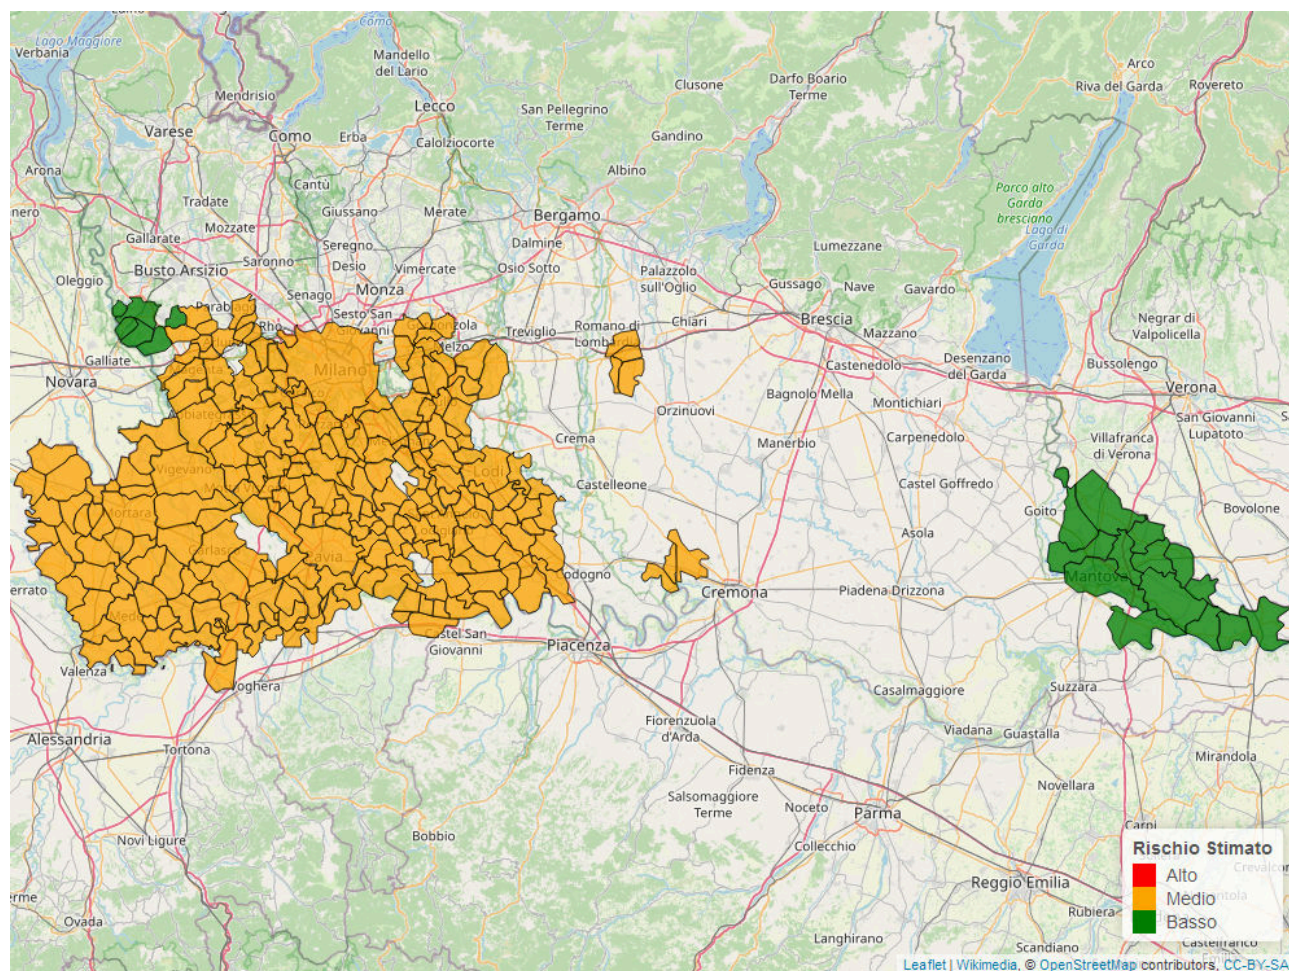 Lago Maggiore
Verbania
Como
Mandello
del Lario
Clusone
Darfo Boario
Terme
Arco
Riva del Garda
Rovereto
Mendrisio
Lecco
San Pellegrino
Terme
Varese
Como
Erba
Calolziocorte
Gandino
Arona
Albino
Cantù
Parco alto
Garda
bresciano
Lago di
Garda
Tradate
Giussano
Merate
Bergamo
Mozzate
Gallarate
Seregno
Dalmine
Lumezzane
Oleggio
Busto Arsizio
Saronno
Desio
Vimercate
Osio Sotto
Palazzolo
sull'Oglio
Gussago
Nave
Gavardo
Senago
Monza
Sesto San
Giovanni
Rho
Treviglio
Romano di
Chiari
Brescia
Mazzano
Negrar di
Valpolicella
Galliate
Magenta
Milano
Desenzano
del Garda
Bussolengo
Castenedolo
Novara
Bagnolo Mella
Montichiari
Verona
Orzinuovi
San Giovanni
Lupatoto
Crema
Manerbio
Carpenedolo
Villafranca
di Verona
Vigevano
Lodi
Castelleone
Castel Goffredo
Goito
Bovolone
Mortara
Asola
Garlasco
Pavia
Mantova
Cremona
Piadena Drizzona
Castel San
Giovanni
Piacenza
Valenza
Casalmaggiore
Suzzara
Fiorenzuola
d'Arda
Viadana
Guastalla
Alessandria
Tortona
Mirandola
Fidenza
Novellara
Salsomaggiore
Terme
Noceto
Parma
Bobbio
Carpi
Novi Ligure
Collecchio
Rischio Stimato
Alto
Medio
Basso
Reggio Emilia
Rubiera
Ovada
Langhirano
Scandiano
Castelfranco
Leaflet | Wikimedia, © OpenStreetMap contributors, CC-BY-SA